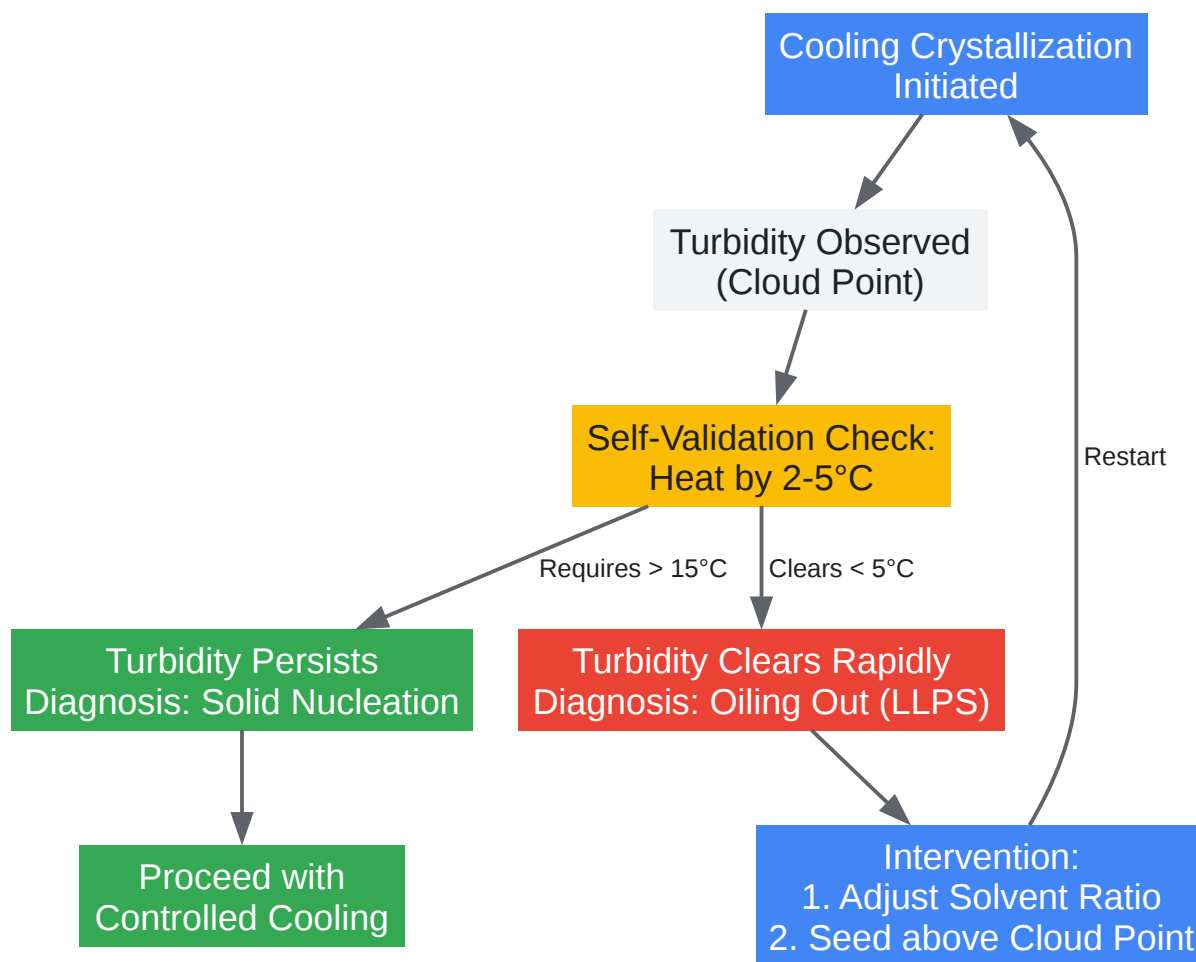 Cooling Crystallization
Initiated
Turbidity Observed
(Cloud Point)
Self-Validation Check:
Heat by 2-5°C
Restart
Requires > 15°C
Clears < 5°C
Turbidity Persists
Diagnosis: Solid Nucleation
Turbidity Clears Rapidly
Diagnosis: Oiling Out (LLPS)
Proceed with
Controlled Cooling
Intervention:
1. Adjust Solvent Ratio
2. Seed above Cloud Point